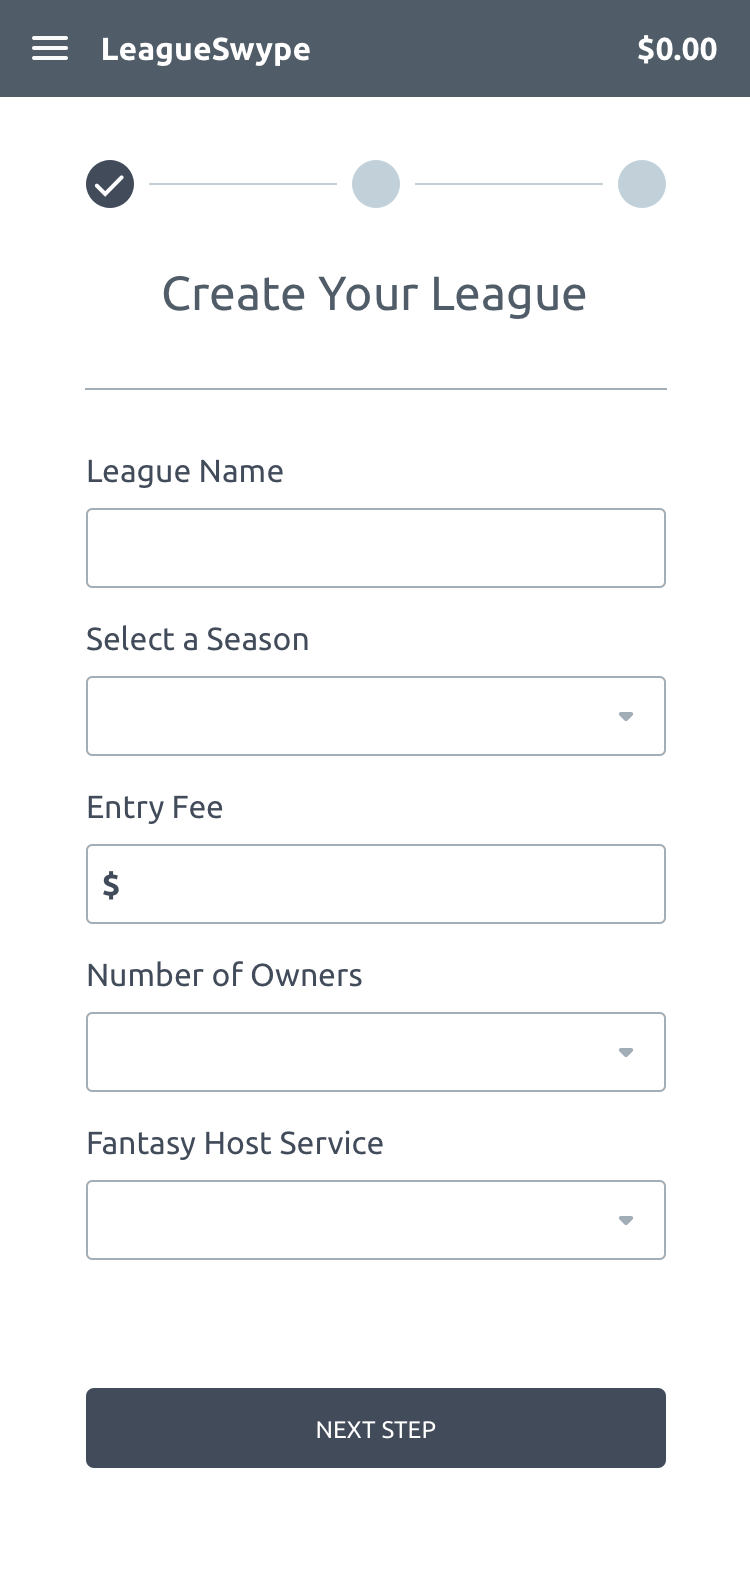 LeagueSwype
$0.00
Create Your League
League Name
Select a Season
Entry Fee
$
Number of Owners
Fantasy Host Service
NEXT STEP